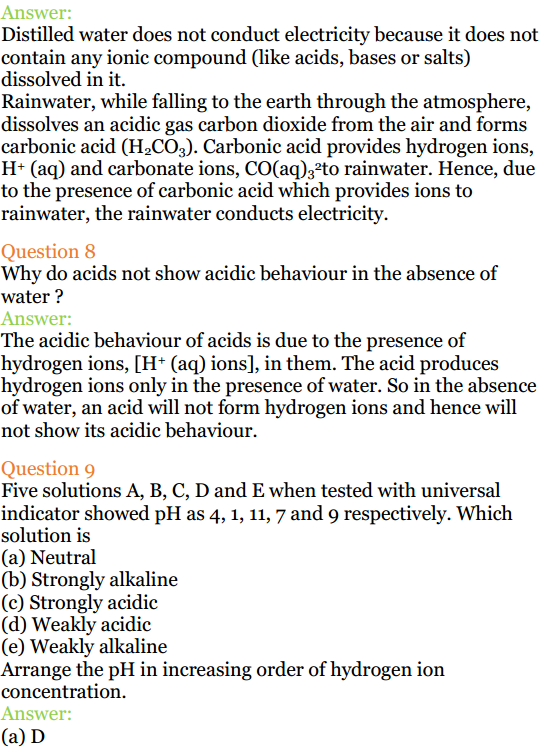 Answer:
Distilled water does not conduct electricity because it does not
contain any ionic compound (like acids, bases or salts)
dissolved in it.
Rainwater, while falling to the earth through the atmosphere,
dissolves an acidic gas carbon dioxide from the air and forms
carbonic acid (H₂CO₃). Carbonic acid provides hydrogen ions,
H⁺ (aq) and carbonate ions, CO(aq)₃²to rainwater. Hence, due
to the presence of carbonic acid which provides ions to
rainwater, the rainwater conducts electricity.
Question 8
Why do acids not show acidic behaviour in the absence of
water ?
Answer:
The acidic behaviour of acids is due to the presence of
hydrogen ions, [H⁺ (aq) ions], in them. The acid produces
hydrogen ions only in the presence of water. So in the absence
of water, an acid will not form hydrogen ions and hence will
not show its acidic behaviour.
Question 9
Five solutions A, B, C, D and E when tested with universal
indicator showed pH as 4, 1, 11, 7 and 9 respectively. Which
solution is
(a) Neutral
(b) Strongly alkaline
(c) Strongly acidic
(d) Weakly acidic
(e) Weakly alkaline
Arrange the pH in increasing order of hydrogen ion
concentration.
Answer:
(a) D